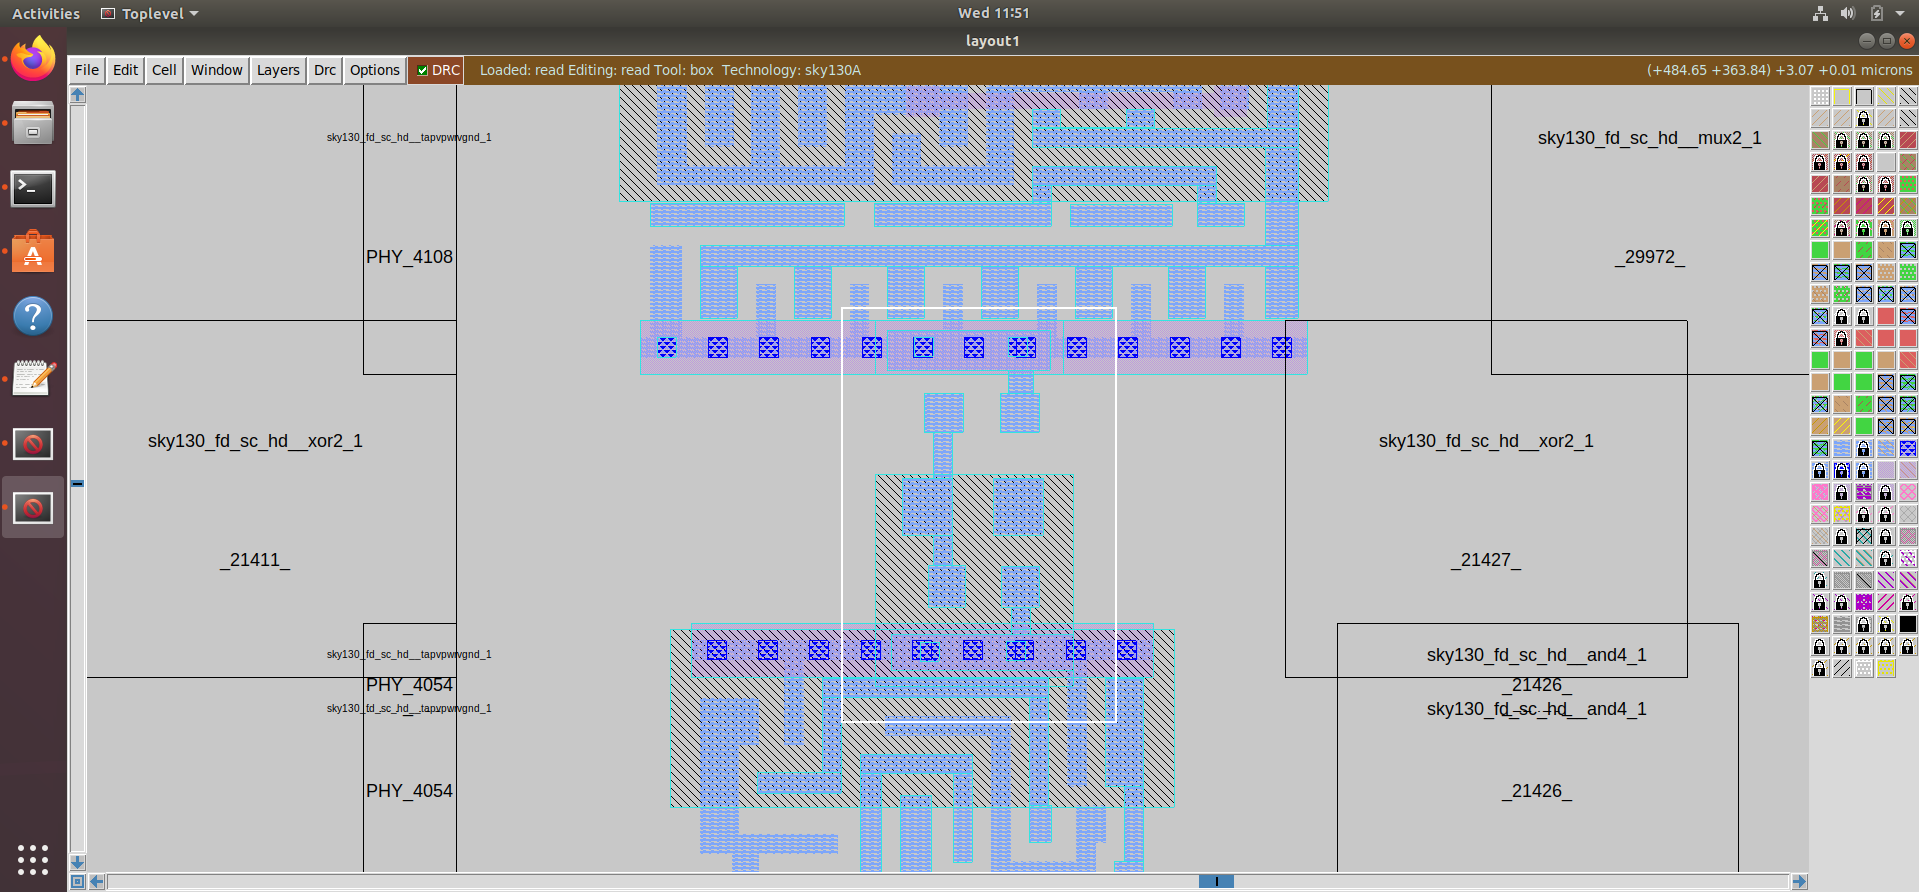 Activities Toplevel Wed 11:51
layout1
File Edit Cell Window Layers Drc Options DRC Loaded: read Editing: read Tool: box Technology: sky130A (+484.65 +363.84) +3.07 +0.01 microns
sky130_fd_sc_hd__tapvpwrvgnd_1
sky130_fd_sc_hd__mux2_1
PHY_4108
_29972_
sky130_fd_sc_hd__xor2_1
sky130_fd_sc_hd__xor2_1
_21411_
_21427_
sky130_fd_sc_hd__tapvpwrvgnd_1
sky130_fd_sc_hd__and4_1
PHY_4054
_21426_
sky130_fd_sc_hd__tapvpwrvgnd_1
sky130_fd_sc_hd__and4_1
PHY_4054
_21426_